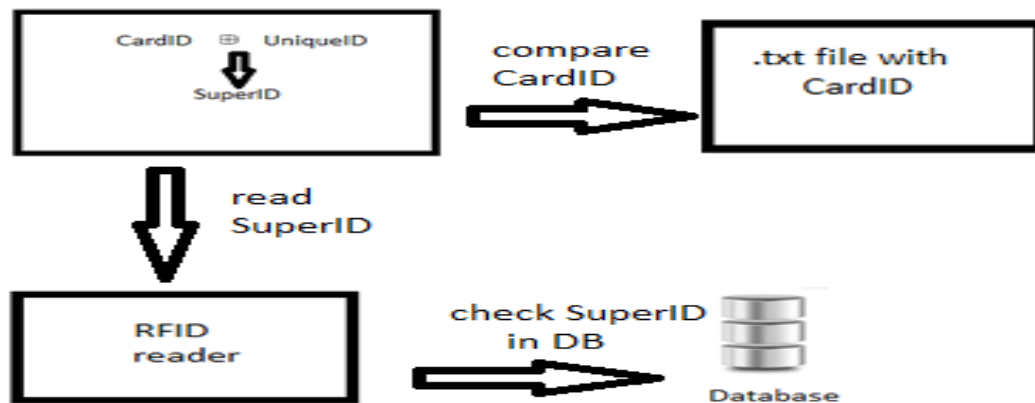 CardID ⊕ UniqueID
SuperID
compare
CardID
.txt file with
CardID
read
SuperID
RFID
reader
check SuperID
in DB
Database